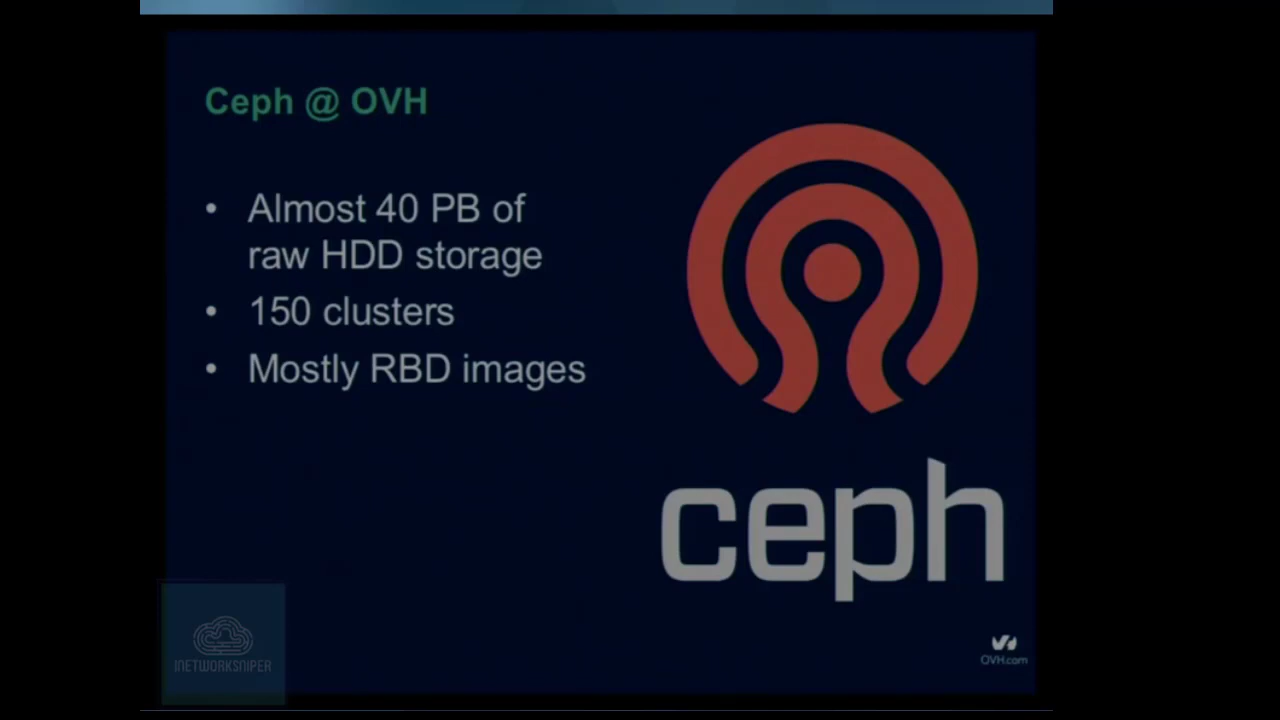 Ceph @ OVH
• Almost 40 PB of
raw HDD storage
• 150 clusters
• Mostly RBD images
ceph
INETWORKSNIPER
OVH.com